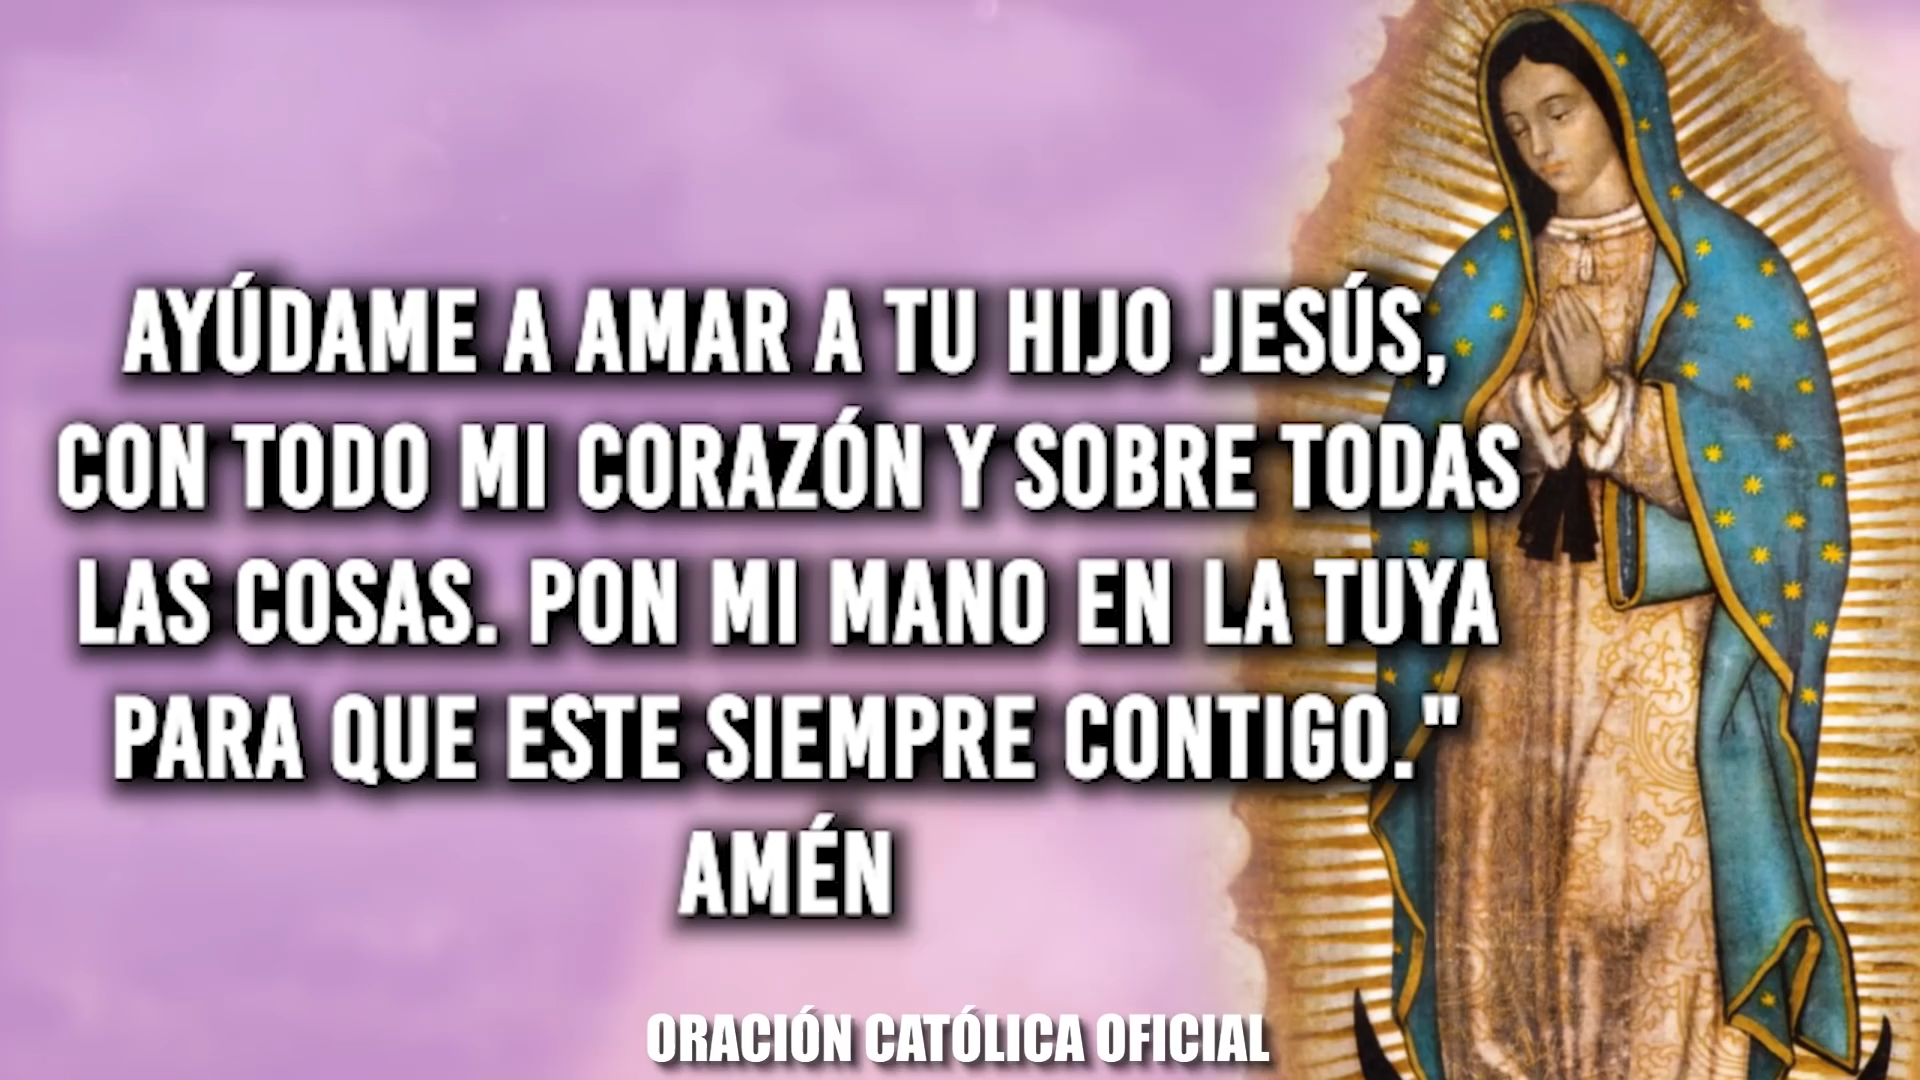 AYÚDAME A AMAR A TU HIJO JESÚS,
CON TODO MI CORAZÓN Y SOBRE TODAS
LAS COSAS. PON MI MANO EN LA TUYA
PARA QUE ESTE SIEMPRE CONTIGO."
AMÉN
ORACIÓN CATÓLICA OFICIAL